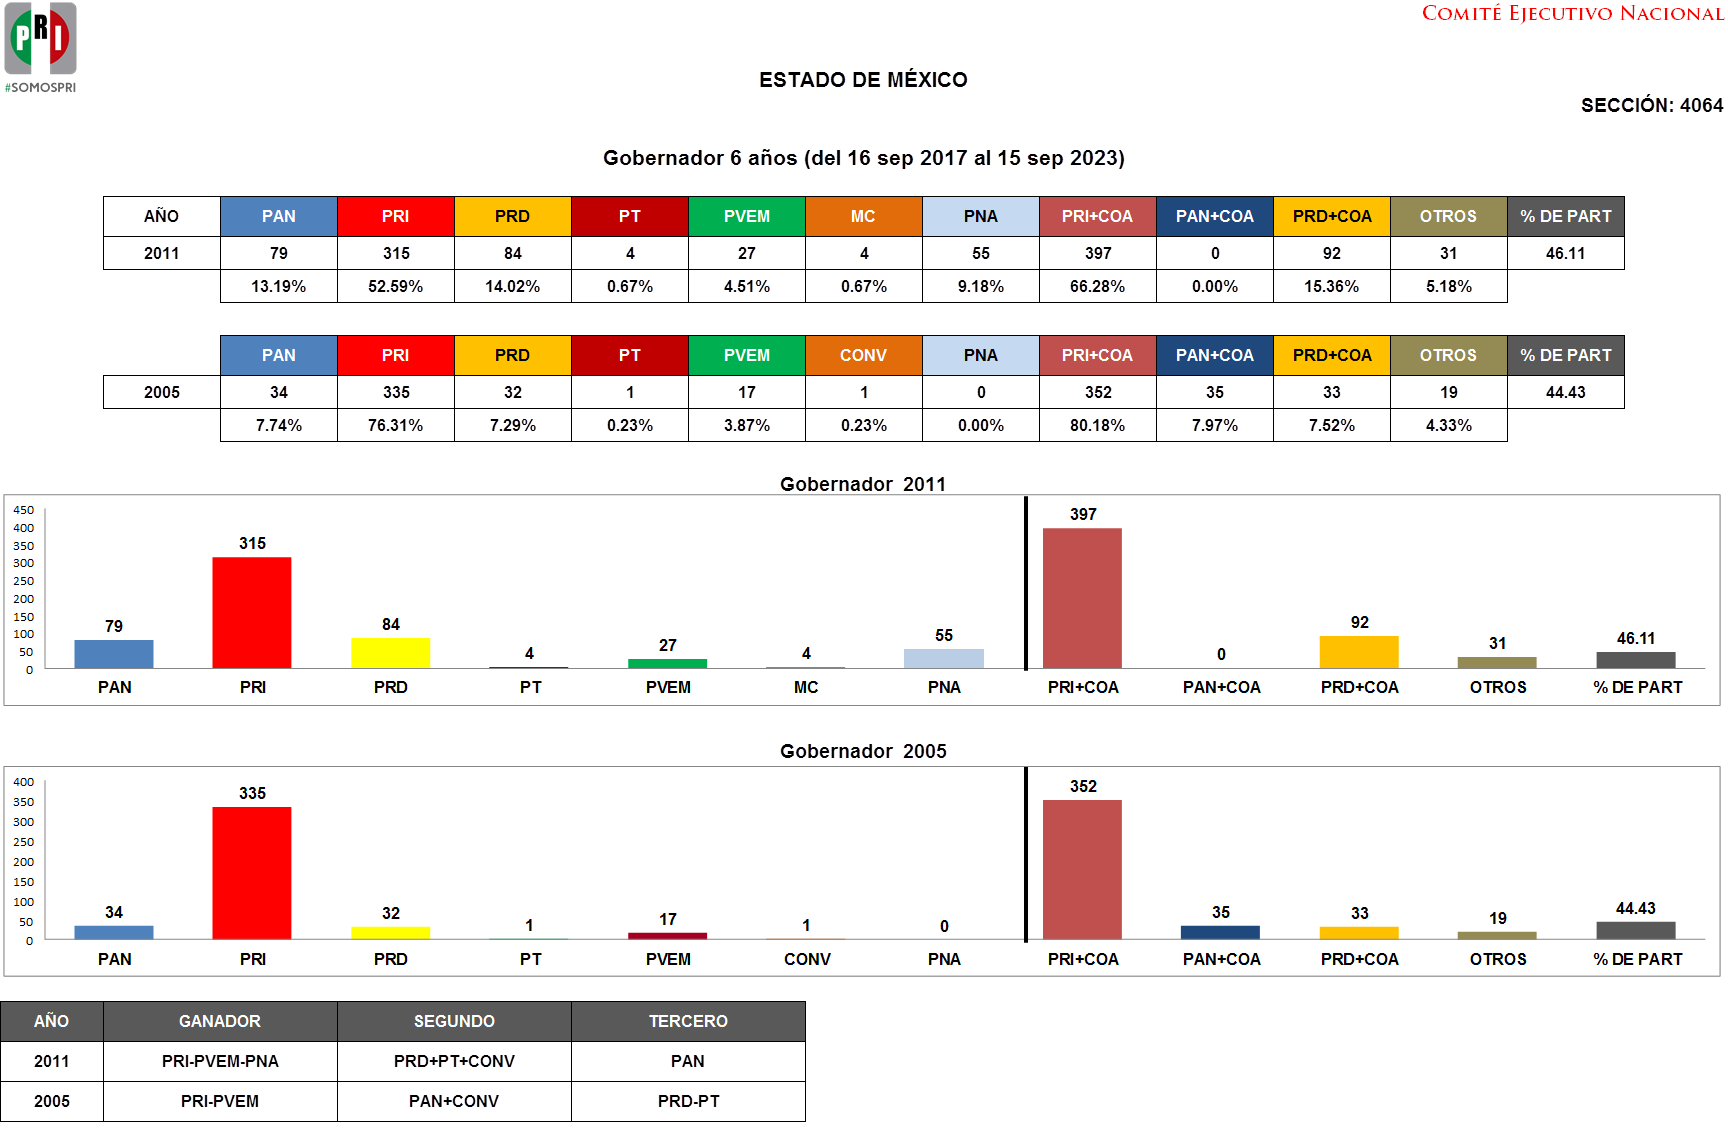 PRI
#SOMOSPRI
COMITÉ EJECUTIVO NACIONAL
ESTADO DE MÉXICO
SECCIÓN: 4064
Gobernador 6 años (del 16 sep 2017 al 15 sep 2023)
AÑO PAN PRI PRD PT PVEM MC PNA PRI+COA PAN+COA PRD+COA OTROS % DE PART
2011 79 315 84 4 27 4 55 397 0 92 31 46.11
13.19% 52.59% 14.02% 0.67% 4.51% 0.67% 9.18% 66.28% 0.00% 15.36% 5.18%
PAN PRI PRD PT PVEM CONV PNA PRI+COA PAN+COA PRD+COA OTROS % DE PART
2005 34 335 32 1 17 1 0 352 35 33 19 44.43
7.74% 76.31% 7.29% 0.23% 3.87% 0.23% 0.00% 80.18% 7.97% 7.52% 4.33%
Gobernador 2011
450
400
350
300
250
200
150
100
50
0
79 315 84 4 27 4 55 397 0 92 31 46.11
PAN PRI PRD PT PVEM MC PNA PRI+COA PAN+COA PRD+COA OTROS % DE PART
Gobernador 2005
400
350
300
250
200
150
100
50
0
34 335 32 1 17 1 0 352 35 33 19 44.43
PAN PRI PRD PT PVEM CONV PNA PRI+COA PAN+COA PRD+COA OTROS % DE PART
AÑO GANADOR SEGUNDO TERCERO
2011 PRI-PVEM-PNA PRD+PT+CONV PAN
2005 PRI-PVEM PAN+CONV PRD-PT